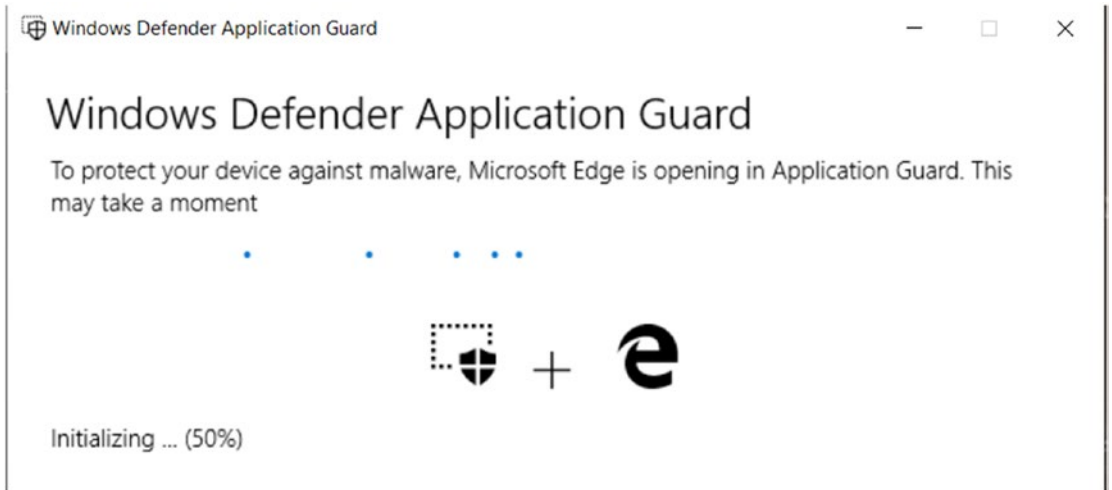 Windows Defender Application Guard
Windows Defender Application Guard
To protect your device against malware, Microsoft Edge is opening in Application Guard. This
may take a moment
Initializing ... (50%)